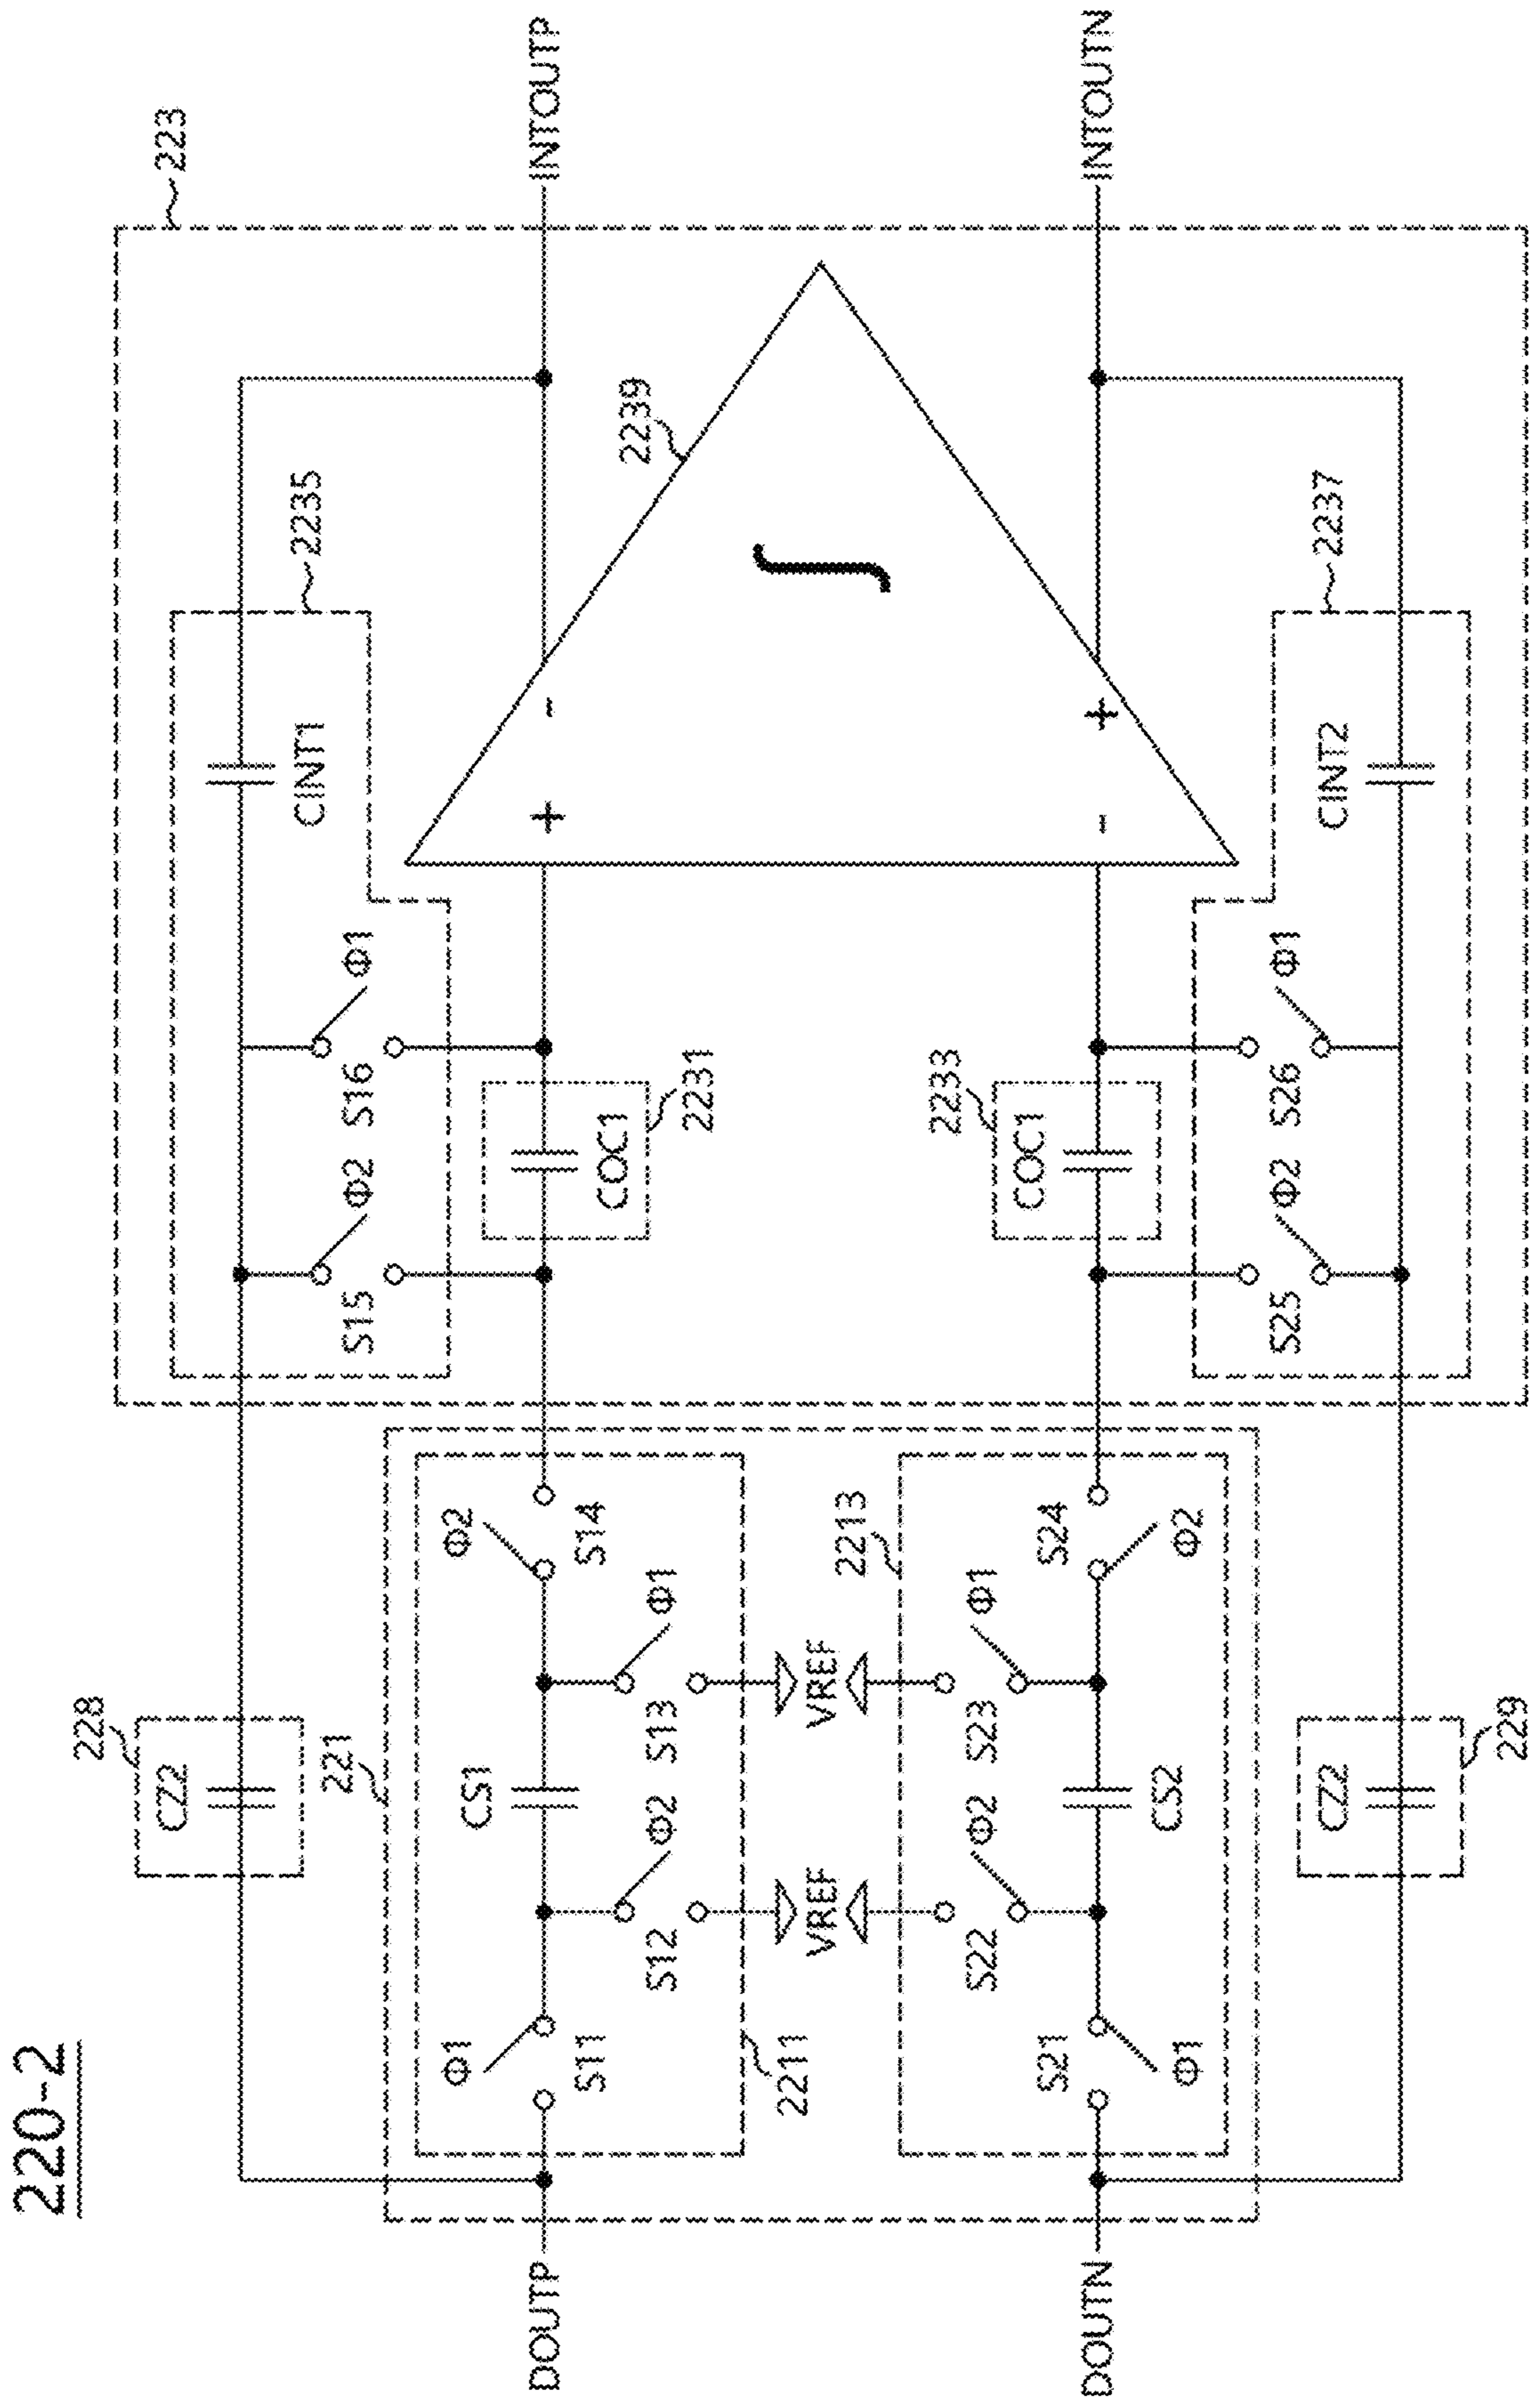 220-2
228
CZ2
221
Φ1
S11
S12
Φ2
CS1
S13
Φ1
Φ2
S14
2211
VREF
VREF
2213
S21
Φ1
S22
Φ2
CS2
S23
Φ1
S24
Φ2
CZ2
229
DOUTP
DOUTN
223
2235
S15
Φ2
S16
Φ1
CINT1
COC1
2231
2239
+
-
∫
-
+
2233
COC1
S25
Φ2
S26
Φ1
CINT2
2237
INTOUTP
INTOUTN